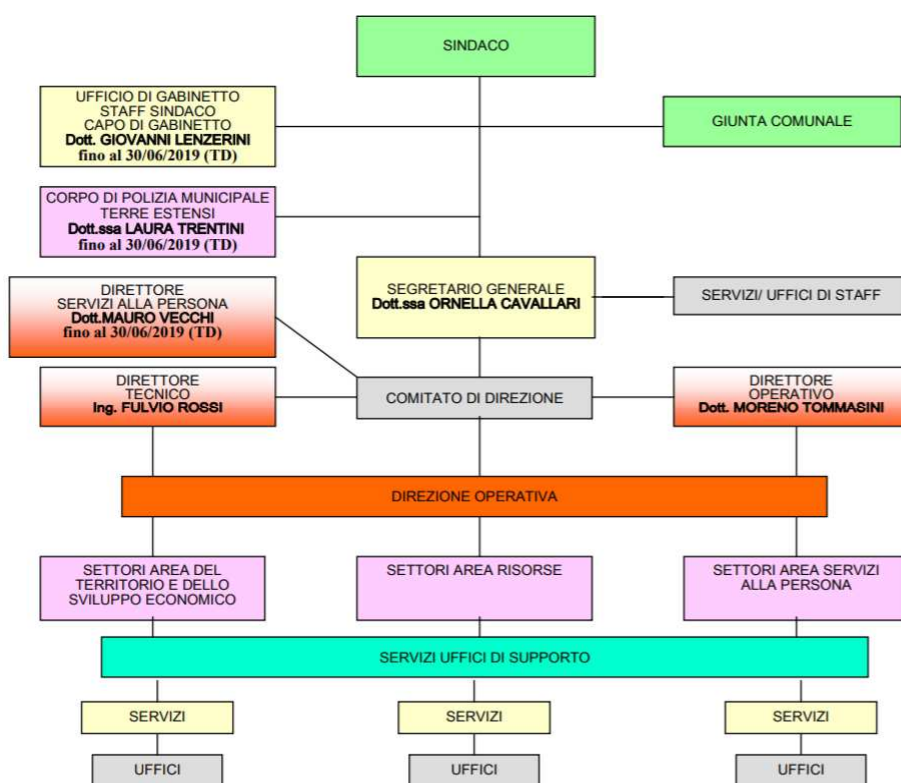 SINDACO
UFFICIO DI GABINETTO
STAFF SINDACO
CAPO DI GABINETTO
Dott. GIOVANNI LENZERINI
fino al 30/06/2019 (TD)
GIUNTA COMUNALE
CORPO DI POLIZIA MUNICIPALE
TERRE ESTENSI
Dott.ssa LAURA TRENTINI
fino al 30/06/2019 (TD)
SEGRETARIO GENERALE
Dott.ssa ORNELLA CAVALLARI
SERVIZI/ UFFICI DI STAFF
DIRETTORE
SERVIZI ALLA PERSONA
Dott.MAURO VECCHI
fino al 30/06/2019 (TD)
DIRETTORE
TECNICO
Ing. FULVIO ROSSI
COMITATO DI DIREZIONE
DIRETTORE
OPERATIVO
Dott. MORENO TOMMASINI
DIREZIONE OPERATIVA
SETTORI AREA DEL
TERRITORIO E DELLO
SVILUPPO ECONOMICO
SETTORI AREA RISORSE
SETTORI AREA SERVIZI
ALLA PERSONA
SERVIZI UFFICI DI SUPPORTO
SERVIZI
SERVIZI
SERVIZI
UFFICI
UFFICI
UFFICI